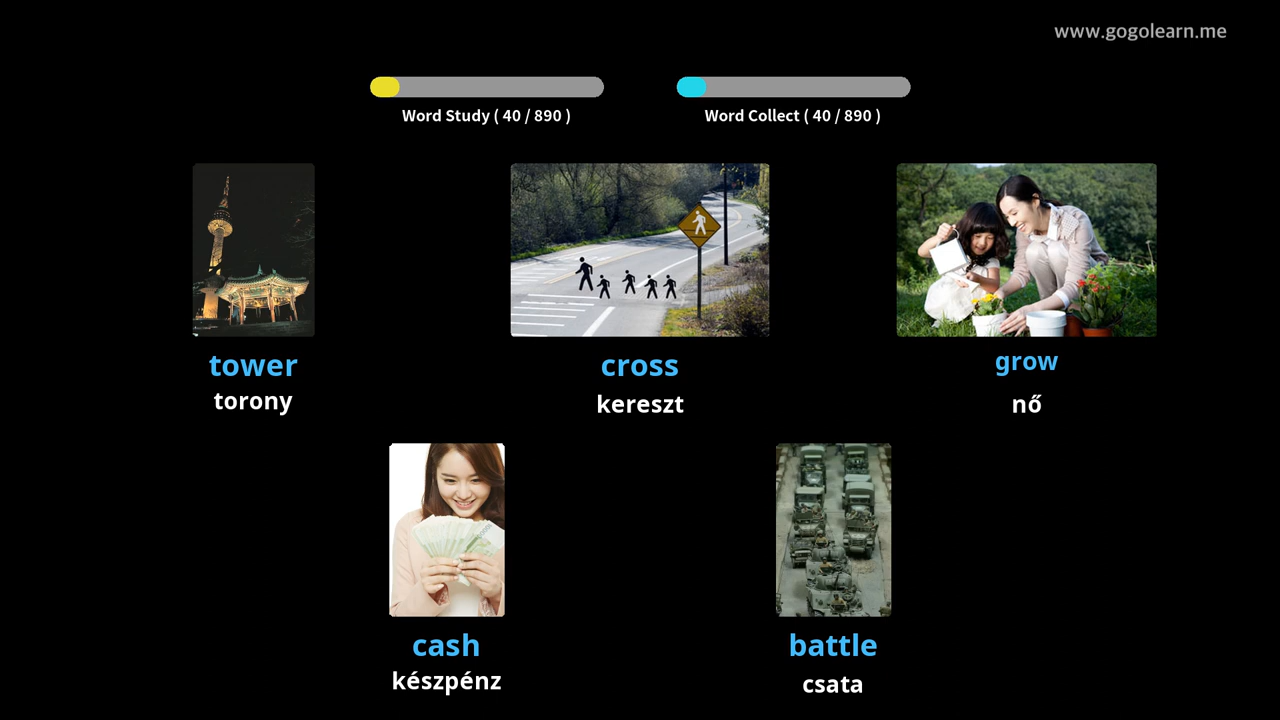 www.gogolearn.me
Word Study ( 40 / 890 )
Word Collect ( 40 / 890 )
tower
torony
cross
kereszt
grow
nő
cash
készpénz
battle
csata